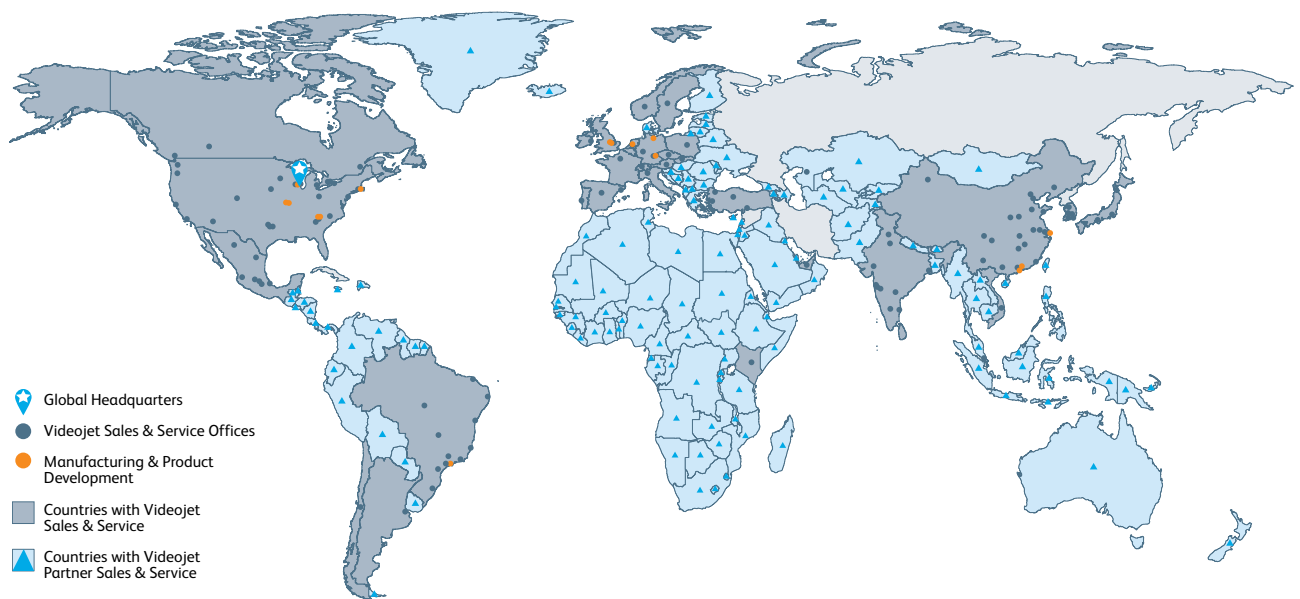 Global Headquarters
Videojet Sales & Service Offices
Manufacturing & Product
Development
Countries with Videojet
Sales & Service
Countries with Videojet
Partner Sales & Service